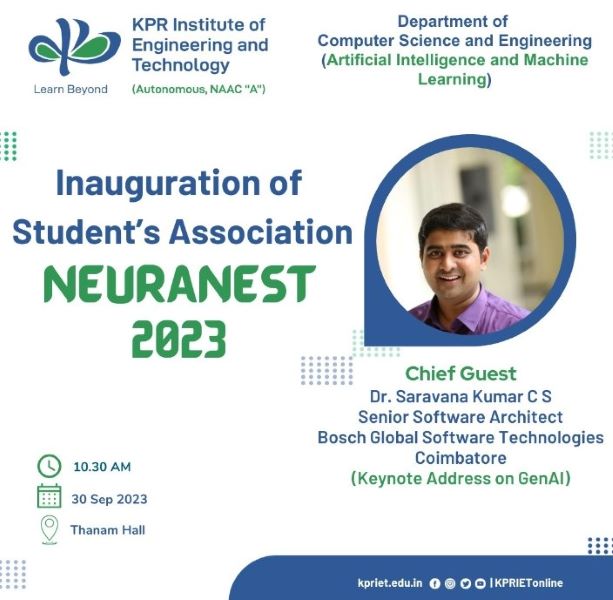 KPR Institute of
Engineering and
Technology
Learn Beyond
(Autonomous, NAAC "A")
Department of
Computer Science and Engineering
(Artificial Intelligence and Machine
Learning)
Inauguration of
Student's Association
NEURANEST
2023
Chief Guest
Dr. Saravana Kumar C S
Senior Software Architect
Bosch Global Software Technologies
Coimbatore
(Keynote Address on GenAI)
10.30 AM
30 Sep 2023
Thanam Hall
kpriet.edu.in | KPRIETonline